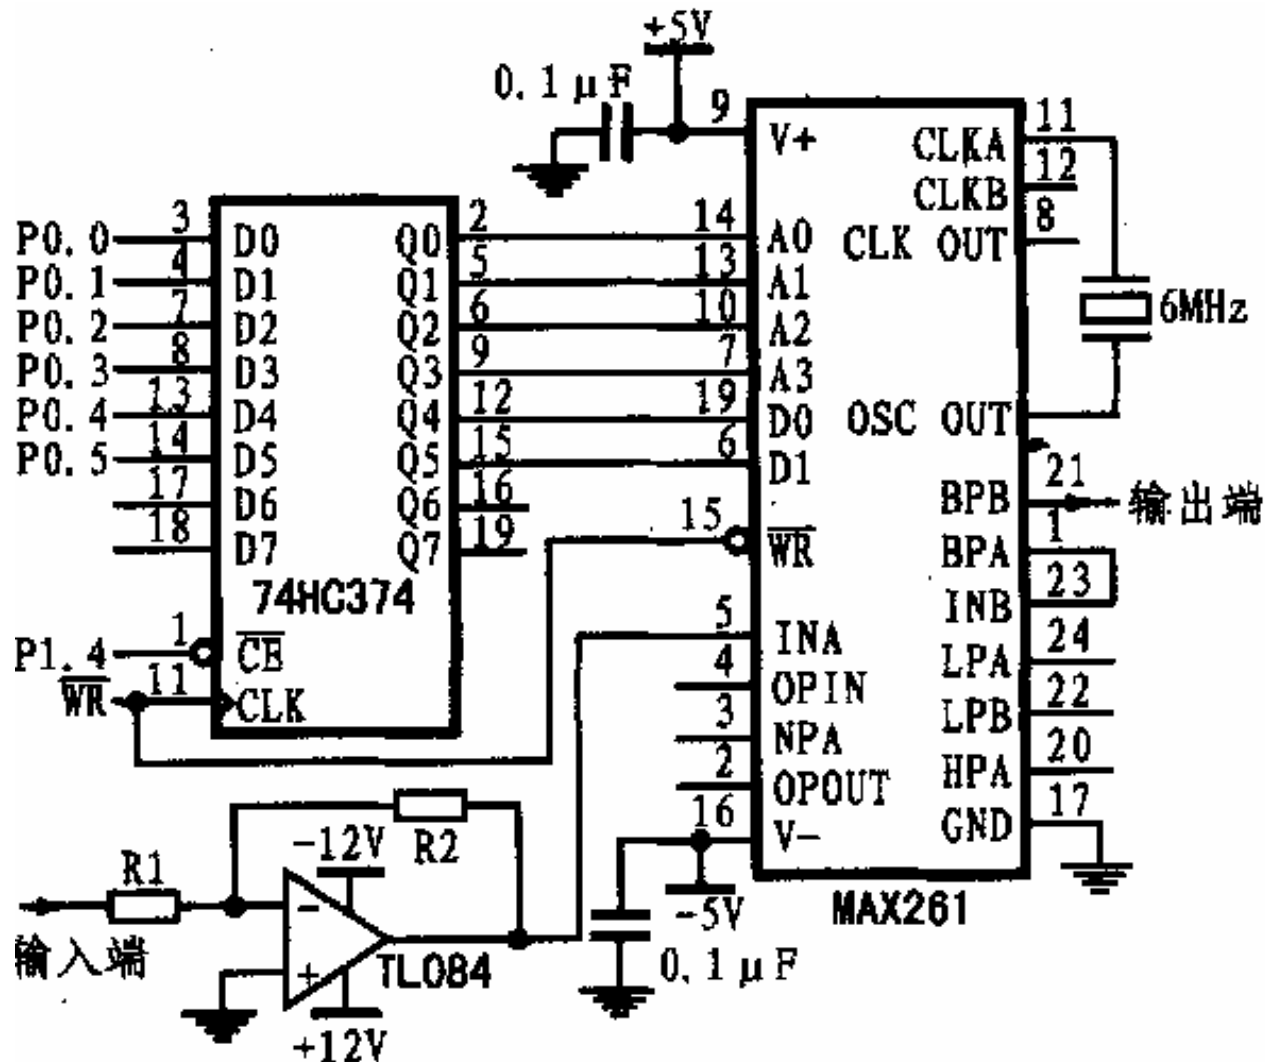 +5V
0.1μF
9
V+
CLKA
11
12
CLKB
8
CLK OUT
6MHz
OSC OUT
P0.0
3
D0
Q0
2
14
A0
P0.1
4
D1
Q1
5
13
A1
P0.2
7
D2
Q2
6
10
A2
P0.3
8
D3
Q3
9
7
A3
P0.4
13
D4
Q4
12
19
D0
P0.5
14
D5
Q5
15
6
D1
17
D6
Q6
16
18
D7
Q7
19
15
WR
74HC374
P1.4
1
CE
WR
11
CLK
21
BPB
输出端
1
BPA
23
INB
5
INA
24
LPA
4
OPIN
22
LPB
3
NPA
20
HPA
2
OPOUT
17
GND
16
V-
MAX261
R1
R2
-12V
-
+
TL084
+12V
输入端
-5V
0.1μF